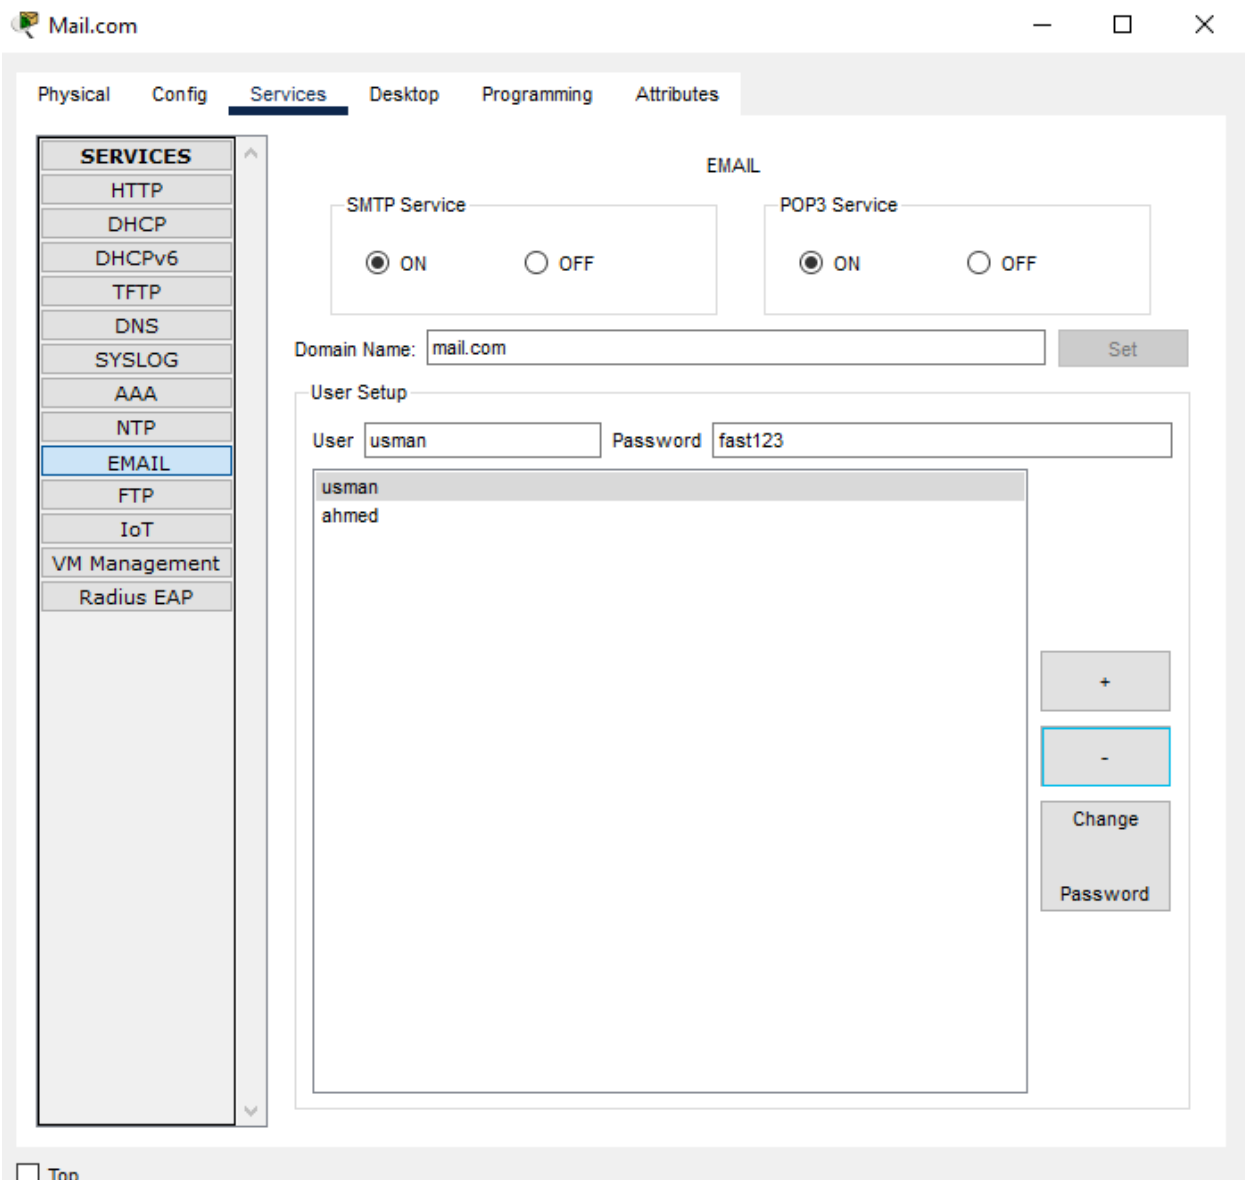 Mail.com
Physical Config Services Desktop Programming Attributes
SERVICES
HTTP
DHCP
DHCPv6
TFTP
DNS
SYSLOG
AAA
NTP
EMAIL
FTP
IoT
VM Management
Radius EAP
EMAIL
SMTP Service
ON OFF
POP3 Service
ON OFF
Domain Name: mail.com Set
User Setup
User usman Password fast123
usman
ahmed
+
-
Change
Password
Top